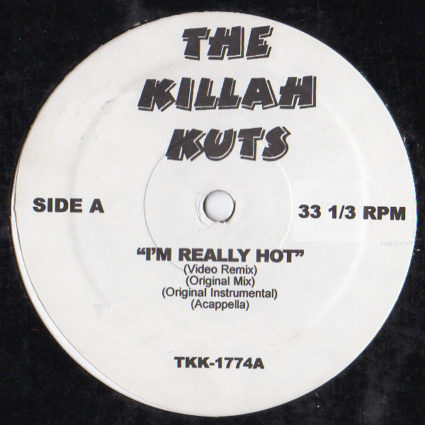 THE
KILLAH
KUTS
SIDE A
33 1/3 RPM
“I'M REALLY HOT”
(Video Remix)
(Original Mix)
(Original Instrumental)
(Acappella)
TKK-1774A